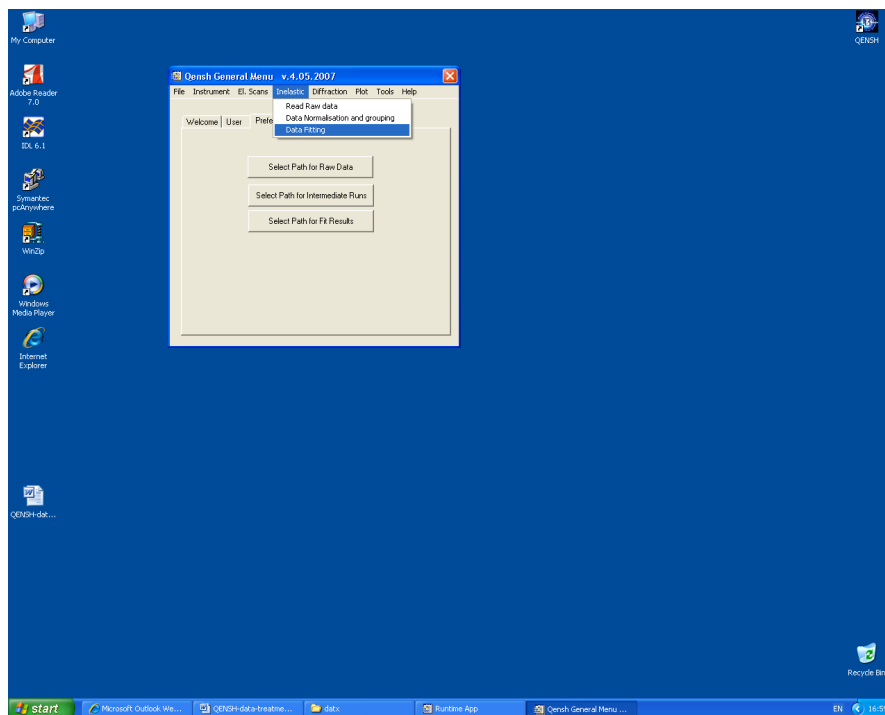 My Computer
QENSH
Adobe Reader
7.0
IDL 6.1
Symantec
pcAnywhere
WinZip
Windows
Media Player
Internet
Explorer
QENSH-dat...
Recycle Bin
Qensh General Menu v.4.05.2007
File Instrument El. Scans Inelastic Diffraction Plot Tools Help
Read Raw data
Data Normalisation and grouping
Data Fitting
Welcome User Prefe
Select Path for Raw Data
Select Path for Intermediate Runs
Select Path for Fit Results
start Microsoft Outlook We... QENSH-data-treatme... datx Runtime App Qensh General Menu ... EN